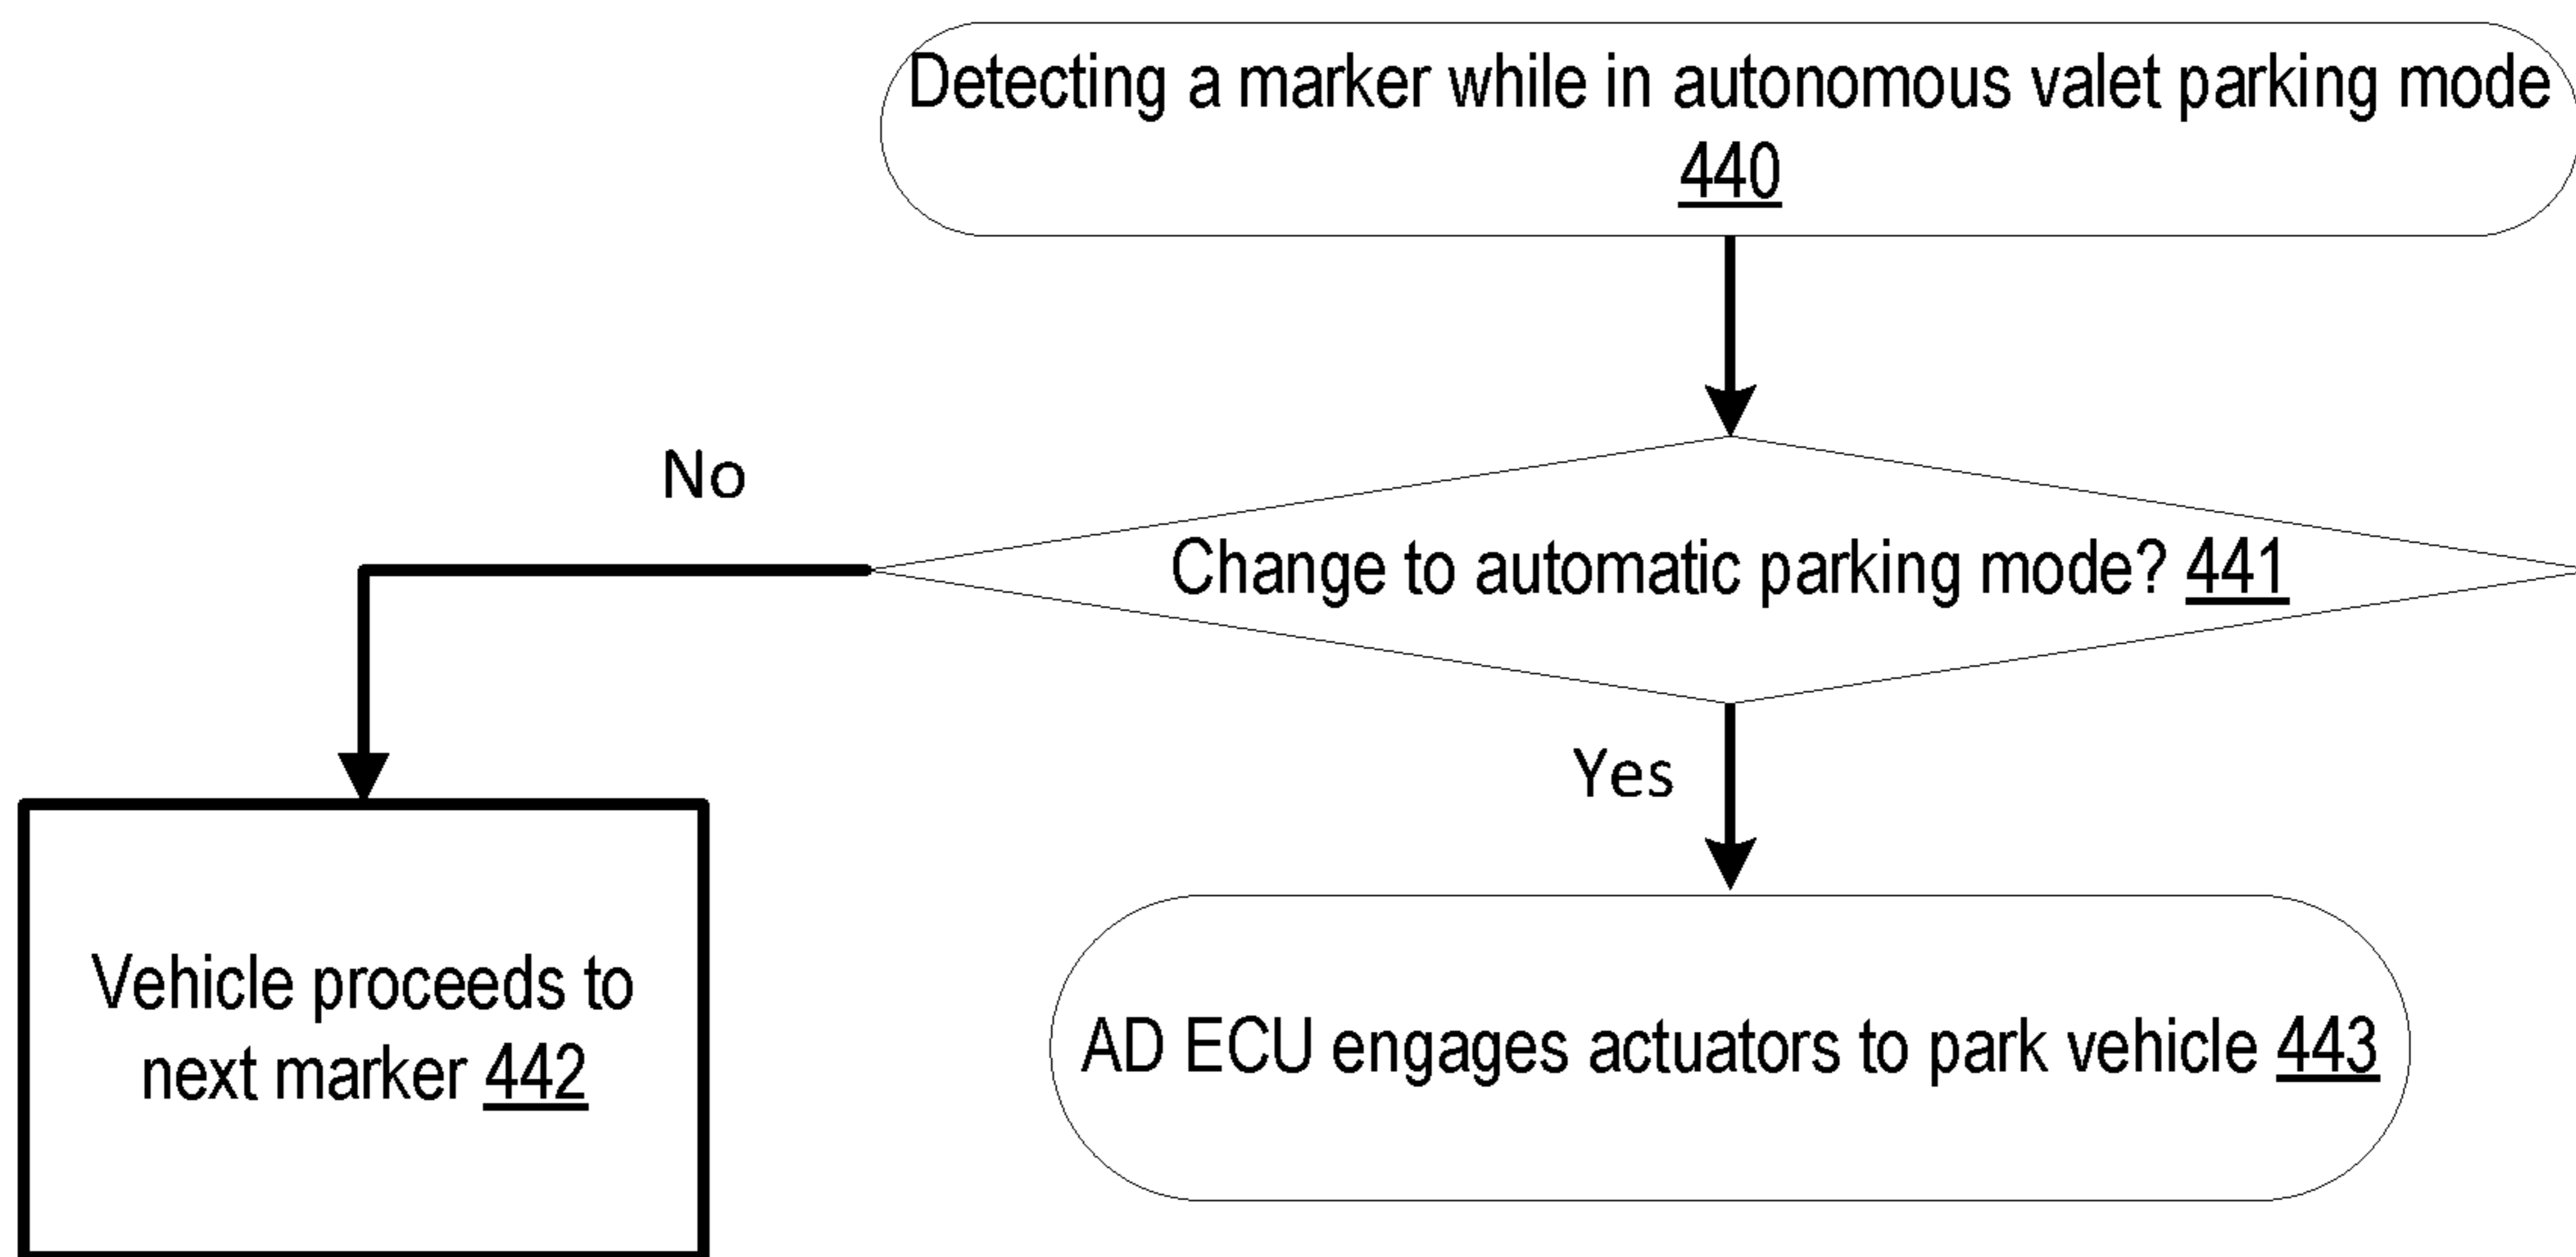 Detecting a marker while in autonomous valet parking mode
440
No
Change to automatic parking mode? 441
Yes
Vehicle proceeds to
next marker 442
AD ECU engages actuators to park vehicle 443